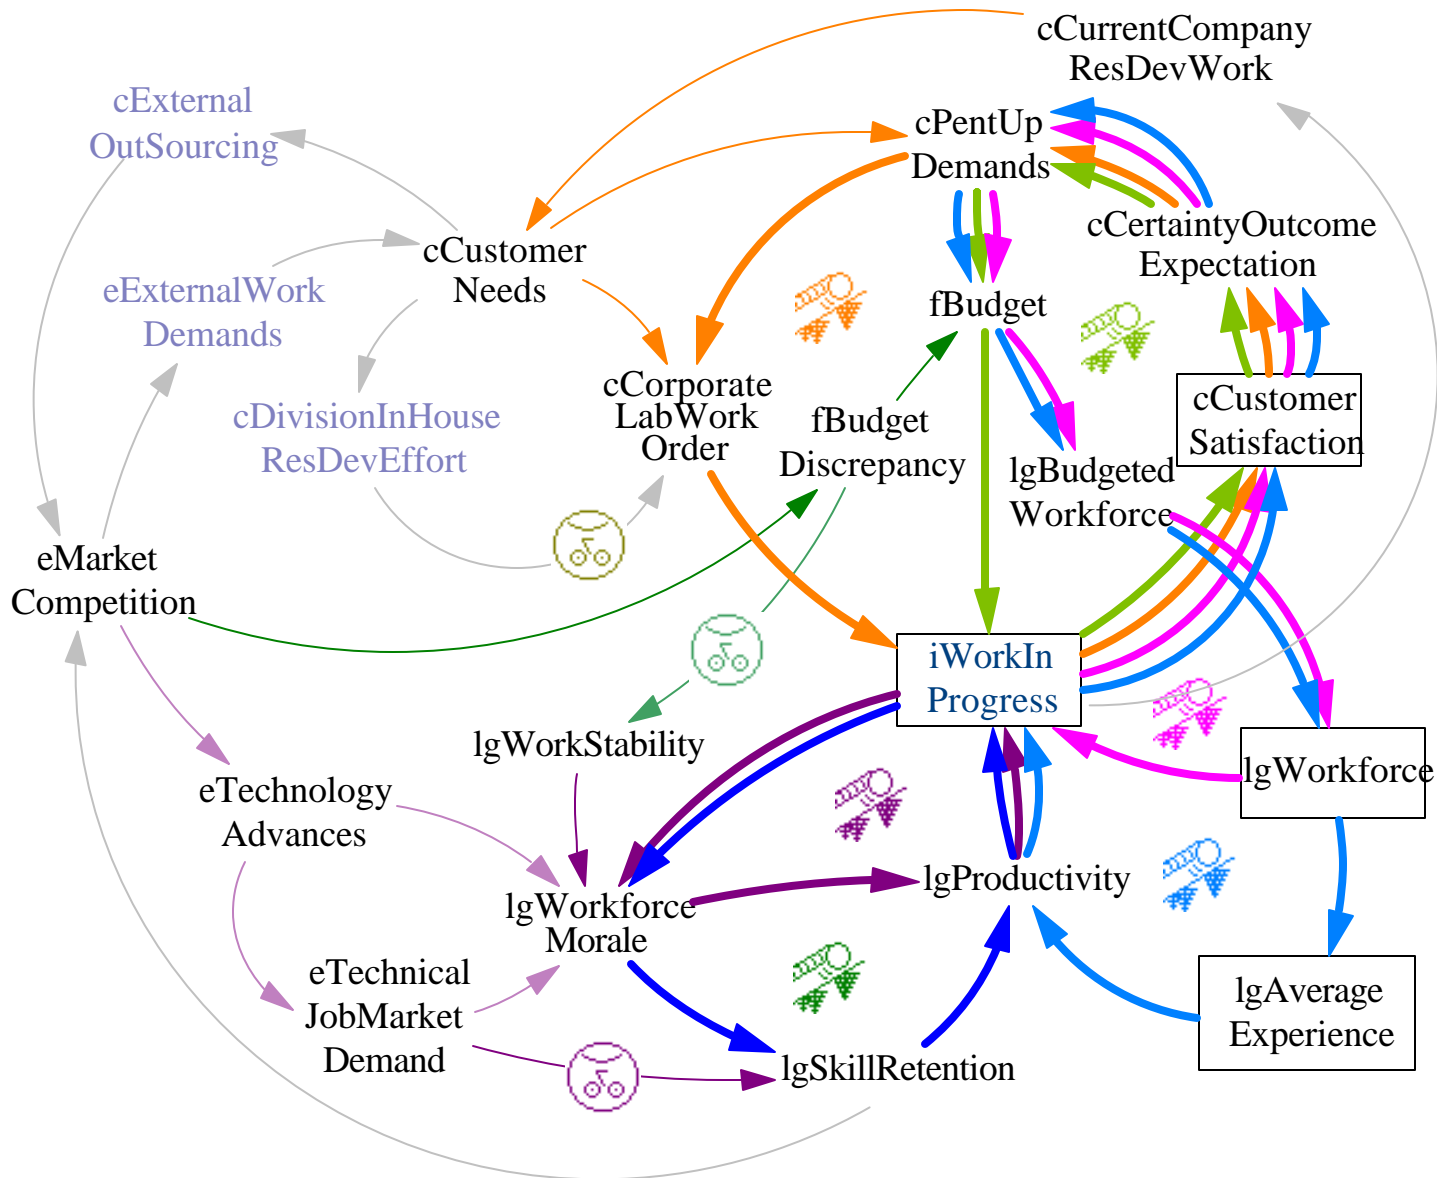 cCurrentCompany
ResDevWork
cExternal
OutSourcing
cPentUp
Demands
cCertaintyOutcome
Expectation
cCustomer
Needs
eExternalWork
Demands
fBudget
cCorporate
LabWork
Order
cCustomer
Satisfaction
cDivisionInHouse
ResDevEffort
fBudget
Discrepancy
lgBudgeted
Workforce
eMarket
Competition
iWorkIn
Progress
lgWorkStability
lgWorkforce
eTechnology
Advances
lgProductivity
lgWorkforce
Morale
eTechnical
JobMarket
Demand
lgAverage
Experience
lgSkillRetention